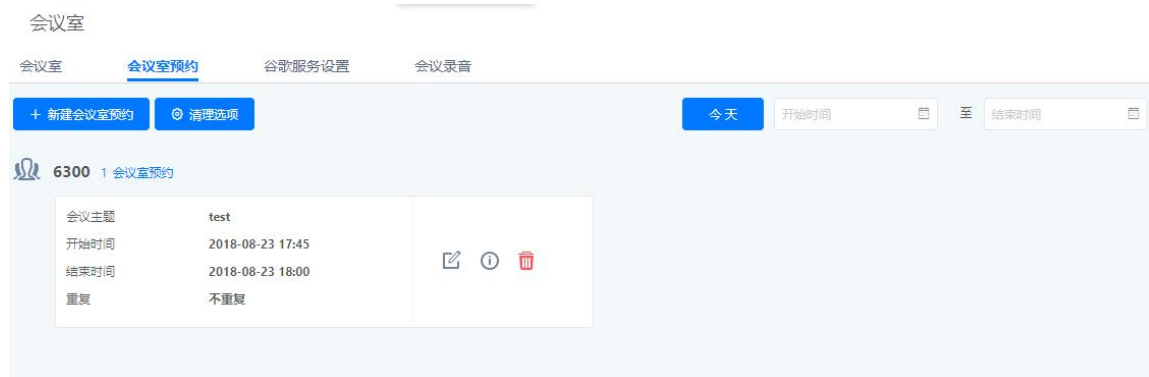 会议室
会议室 会议室预约 谷歌服务设置 会议录音
+ 新建会议室预约 清理选项 今天 开始时间 至 结束时间
6300 1 会议室预约
会议主题 test
开始时间 2018-08-23 17:45
结束时间 2018-08-23 18:00
重复 不重复